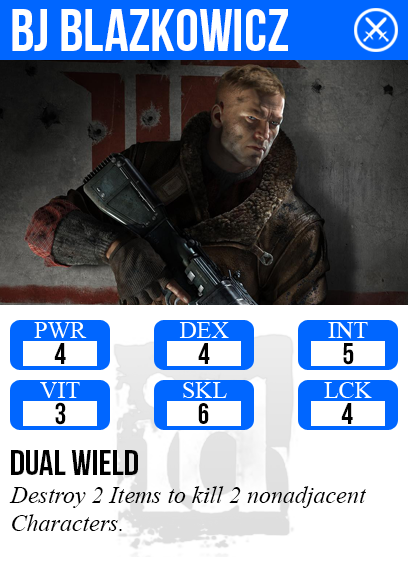 BJ BLAZKOWICZ
PWR DEX INT
4 4 5
VIT SKL LCK
3 6 4
DUAL WIELD
Destroy 2 Items to kill 2 nonadjacent
Characters.